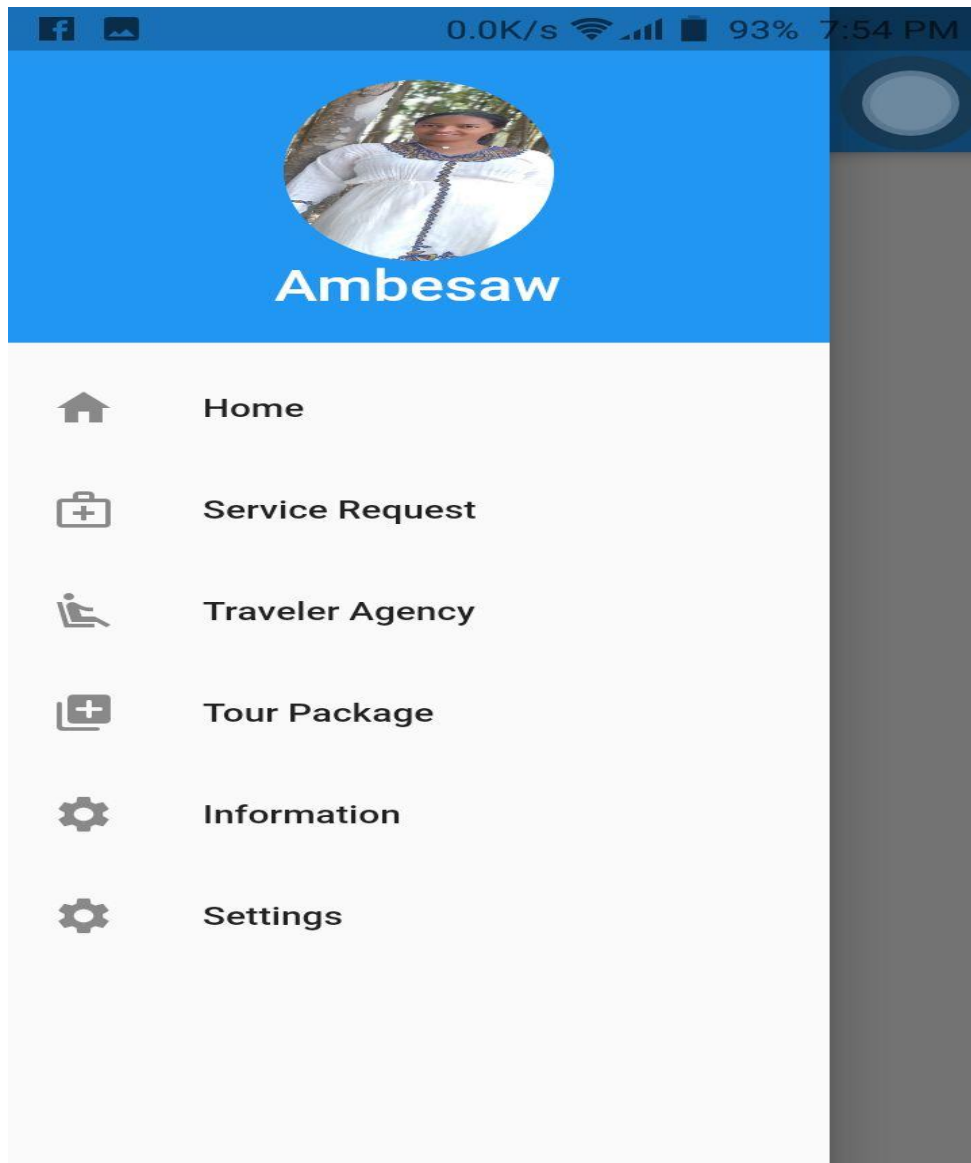 0.0K/s 93% 7:54 PM
Ambesaw
Home
Service Request
Traveler Agency
Tour Package
Information
Settings